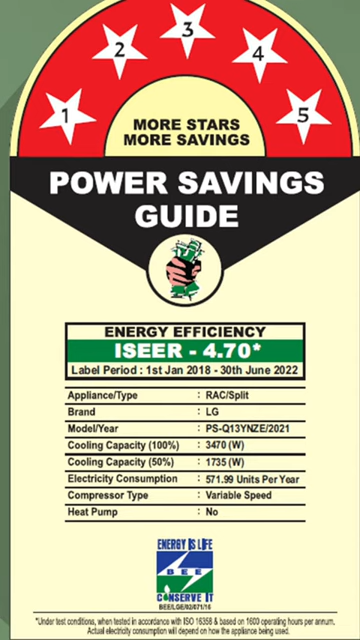 1 2 3 4 5
MORE STARS
MORE SAVINGS
POWER SAVINGS
GUIDE
ENERGY EFFICIENCY
ISEER - 4.70*
Label Period : 1st Jan 2018 - 30th June 2022
Appliance/Type : RAC/Split
Brand : LG
Model/Year : PS-Q13YNZE/2021
Cooling Capacity (100%) : 3470 (W)
Cooling Capacity (50%) : 1735 (W)
Electricity Consumption : 571.99 Units Per Year
Compressor Type : Variable Speed
Heat Pump : No
ENERGY IS LIFE
BEE
CONSERVE IT
BEE/LGE/02/071/16
*Under test conditions, when tested in accordance with ISO 16358 & based on 1600 operating hours per annum.
Actual electricity consumption will depend on how the appliance being used.